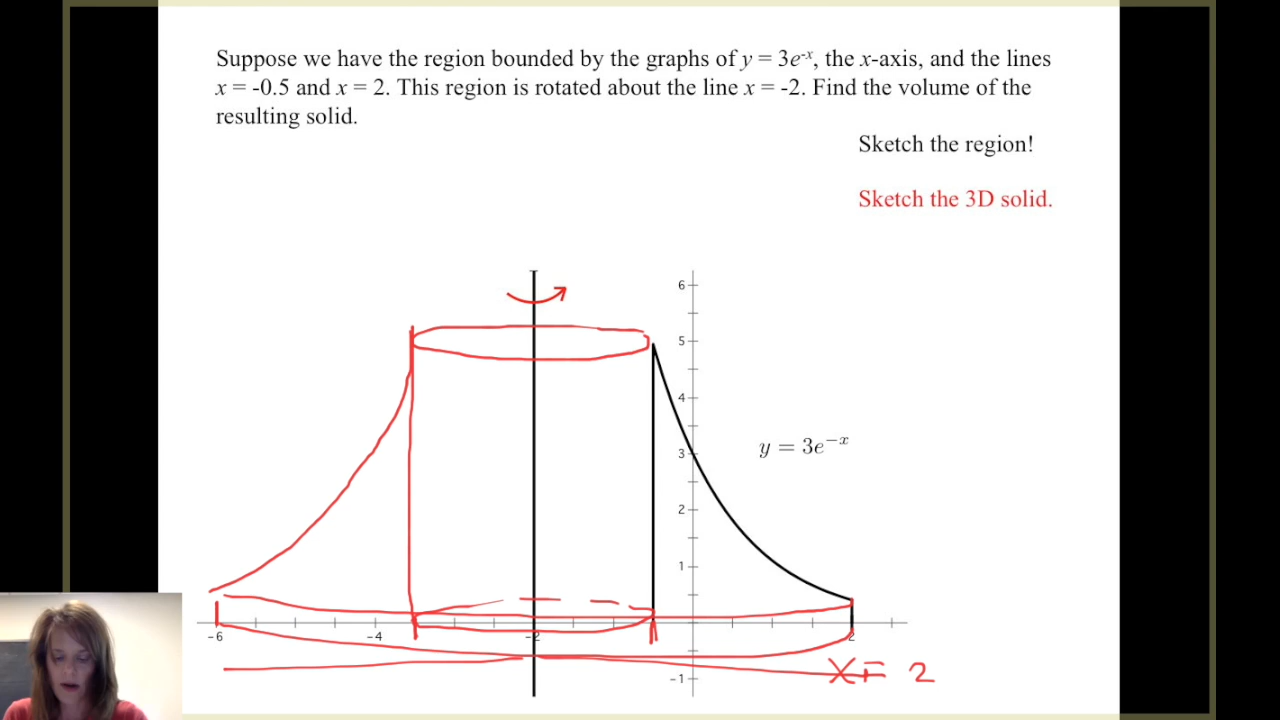 Suppose we have the region bounded by the graphs of y = 3e⁻ˣ, the x-axis, and the lines
x = -0.5 and x = 2. This region is rotated about the line x = -2. Find the volume of the
resulting solid.
Sketch the region!
Sketch the 3D solid.
6
5
4
y = 3e⁻ˣ
3
2
1
-6 -4 -2 2
-1
x = 2